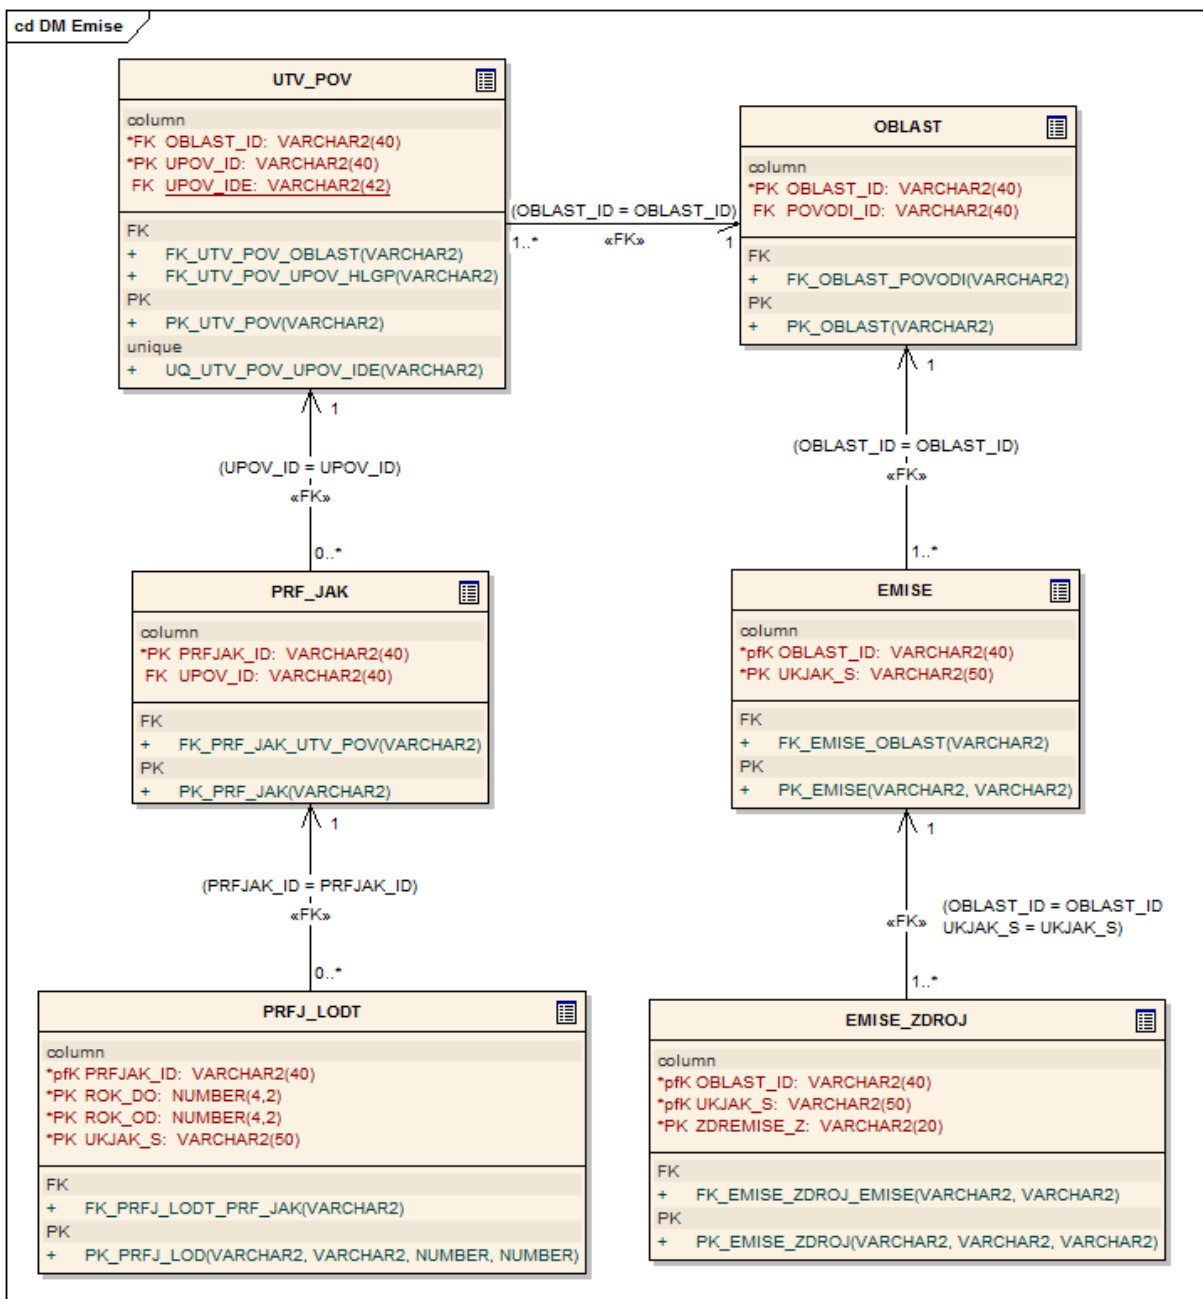 cd DM Emise
UTV_POV
column
*FK OBLAST_ID: VARCHAR2(40)
*PK UPOV_ID: VARCHAR2(40)
FK UPOV_IDE: VARCHAR2(42)
FK
+ FK_UTV_POV_OBLAST(VARCHAR2)
+ FK_UTV_POV_UPOV_HLGP(VARCHAR2)
PK
+ PK_UTV_POV(VARCHAR2)
unique
+ UQ_UTV_POV_UPOV_IDE(VARCHAR2)
(OBLAST_ID = OBLAST_ID)
1..*
«FK»
1
OBLAST
column
*PK OBLAST_ID: VARCHAR2(40)
FK POVODI_ID: VARCHAR2(40)
FK
+ FK_OBLAST_POVODI(VARCHAR2)
PK
+ PK_OBLAST(VARCHAR2)
1
(UPOV_ID = UPOV_ID)
«FK»
0..*
1
(OBLAST_ID = OBLAST_ID)
«FK»
1..*
PRF_JAK
column
*PK PRFJAK_ID: VARCHAR2(40)
FK UPOV_ID: VARCHAR2(40)
FK
+ FK_PRF_JAK_UTV_POV(VARCHAR2)
PK
+ PK_PRF_JAK(VARCHAR2)
EMISE
column
*pfK OBLAST_ID: VARCHAR2(40)
*PK UKJAK_S: VARCHAR2(50)
FK
+ FK_EMISE_OBLAST(VARCHAR2)
PK
+ PK_EMISE(VARCHAR2, VARCHAR2)
1
(PRFJAK_ID = PRFJAK_ID)
«FK»
0..*
1
«FK»
(OBLAST_ID = OBLAST_ID
UKJAK_S = UKJAK_S)
1..*
PRFJ_LODT
column
*pfK PRFJAK_ID: VARCHAR2(40)
*PK ROK_DO: NUMBER(4,2)
*PK ROK_OD: NUMBER(4,2)
*PK UKJAK_S: VARCHAR2(50)
FK
+ FK_PRFJ_LODT_PRF_JAK(VARCHAR2)
PK
+ PK_PRFJ_LOD(VARCHAR2, VARCHAR2, NUMBER, NUMBER)
EMISE_ZDROJ
column
*pfK OBLAST_ID: VARCHAR2(40)
*pfK UKJAK_S: VARCHAR2(50)
*PK ZDREMISE_Z: VARCHAR2(20)
FK
+ FK_EMISE_ZDROJ_EMISE(VARCHAR2, VARCHAR2)
PK
+ PK_EMISE_ZDROJ(VARCHAR2, VARCHAR2, VARCHAR2)